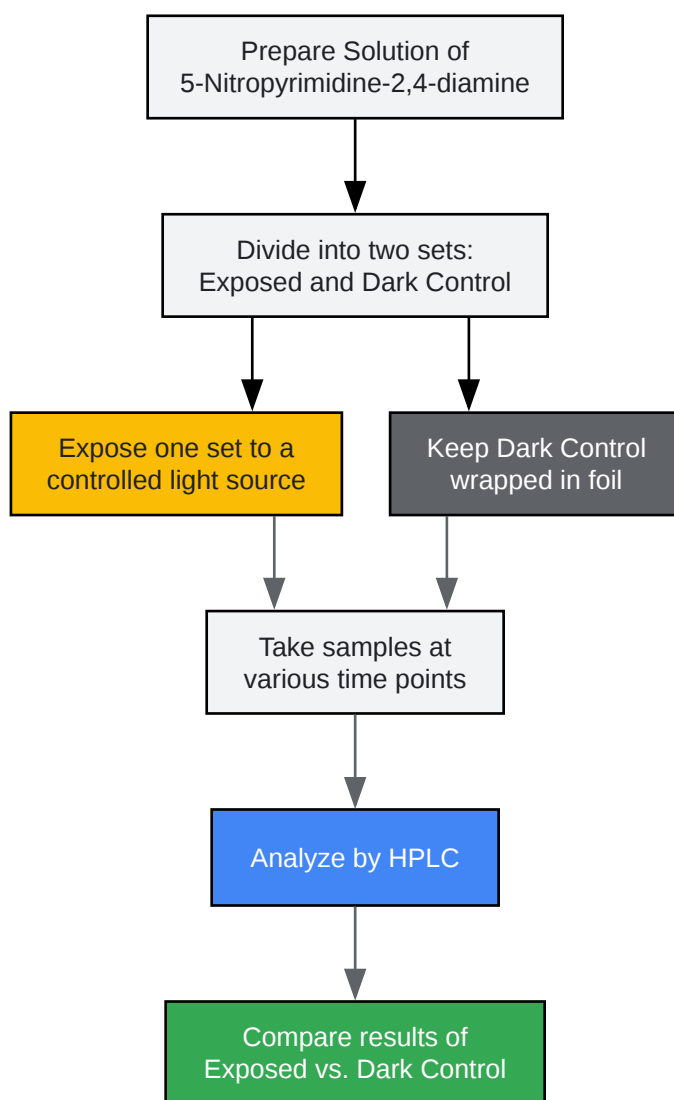 Prepare Solution of
5-Nitropyrimidine-2,4-diamine
Divide into two sets:
Exposed and Dark Control
Expose one set to a
controlled light source
Keep Dark Control
wrapped in foil
Take samples at
various time points
Analyze by HPLC
Compare results of
Exposed vs. Dark Control